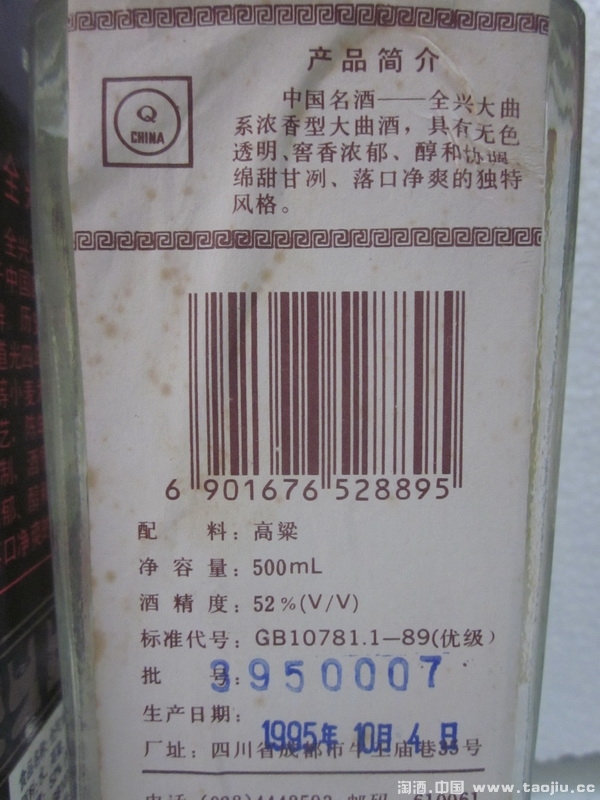 产品简介
Q
CHINA
中国名酒——全兴大曲
系浓香型大曲酒，具有无色
透明、窖香浓郁、醇和协调
绵甜甘冽、落口净爽的独特
风格。
6 901676 528895
配 料：高粱
净 容 量：500mL
酒 精 度：52%(V/V)
标准代号：GB10781.1—89(优级)
批 号：3950007
生产日期：
1995年 10月 4日
厂址：四川省成都市牛王庙巷35号
淘酒.中国 www.taojiu.cc